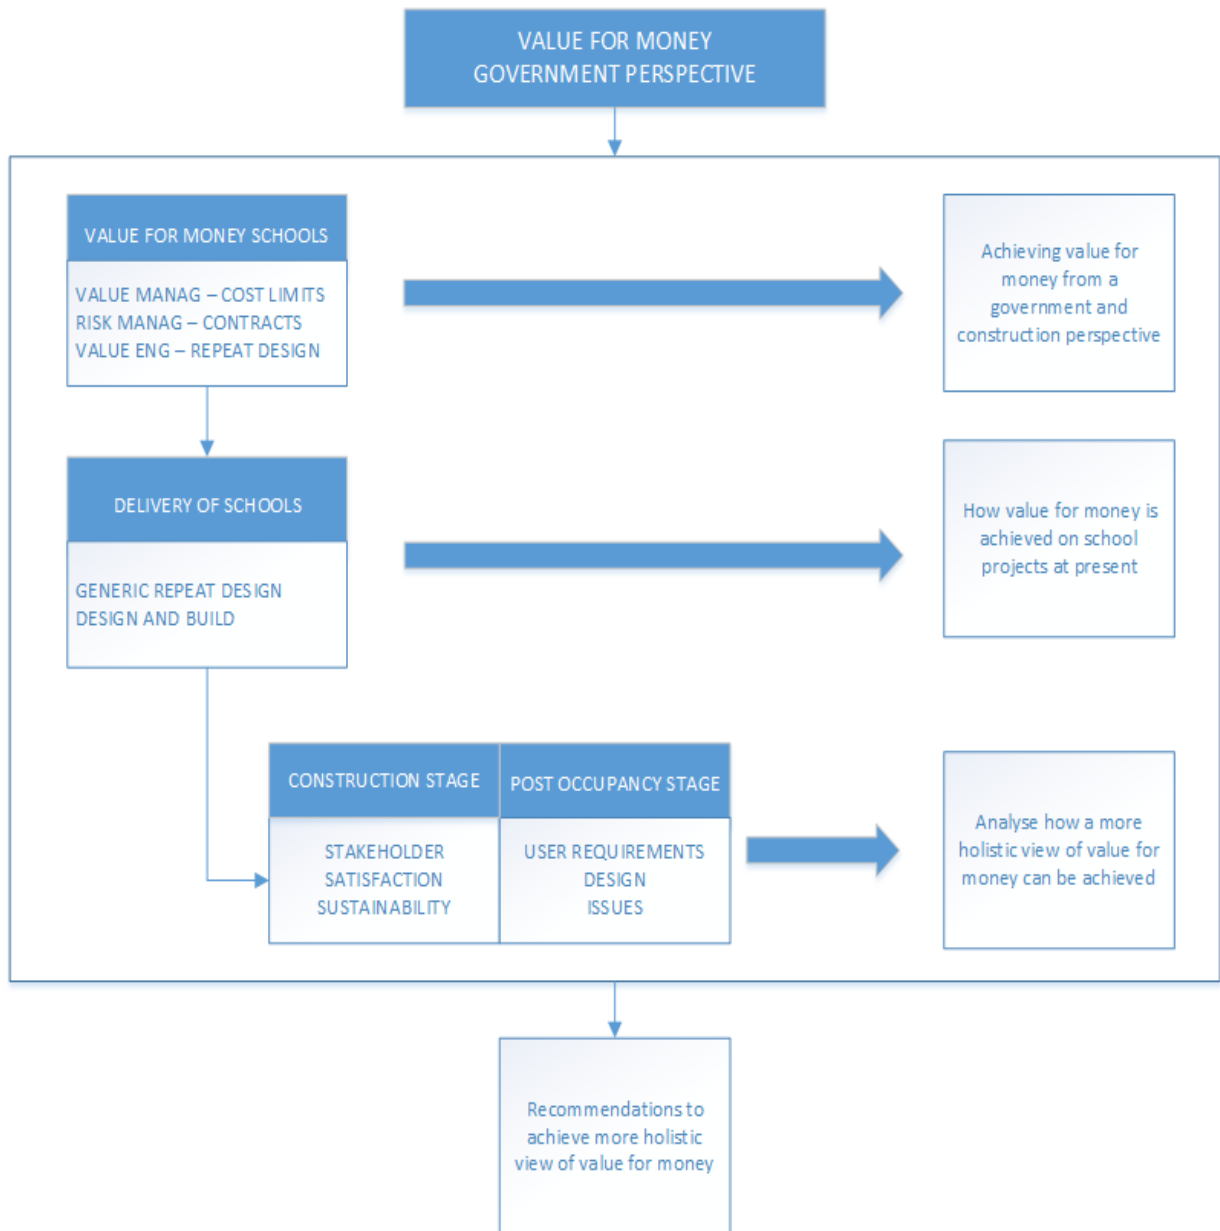 VALUE FOR MONEY
GOVERNMENT PERSPECTIVE
VALUE FOR MONEY SCHOOLS
VALUE MANAG – COST LIMITS
RISK MANAG – CONTRACTS
VALUE ENG – REPEAT DESIGN
Achieving value for
money from a
government and
construction perspective
DELIVERY OF SCHOOLS
GENERIC REPEAT DESIGN
DESIGN AND BUILD
How value for money is
achieved on school
projects at present
CONSTRUCTION STAGE
STAKEHOLDER
SATISFACTION
SUSTAINABILITY
POST OCCUPANCY STAGE
USER REQUIREMENTS
DESIGN
ISSUES
Analyse how a more
holistic view of value for
money can be achieved
Recommendations to
achieve more holistic
view of value for money